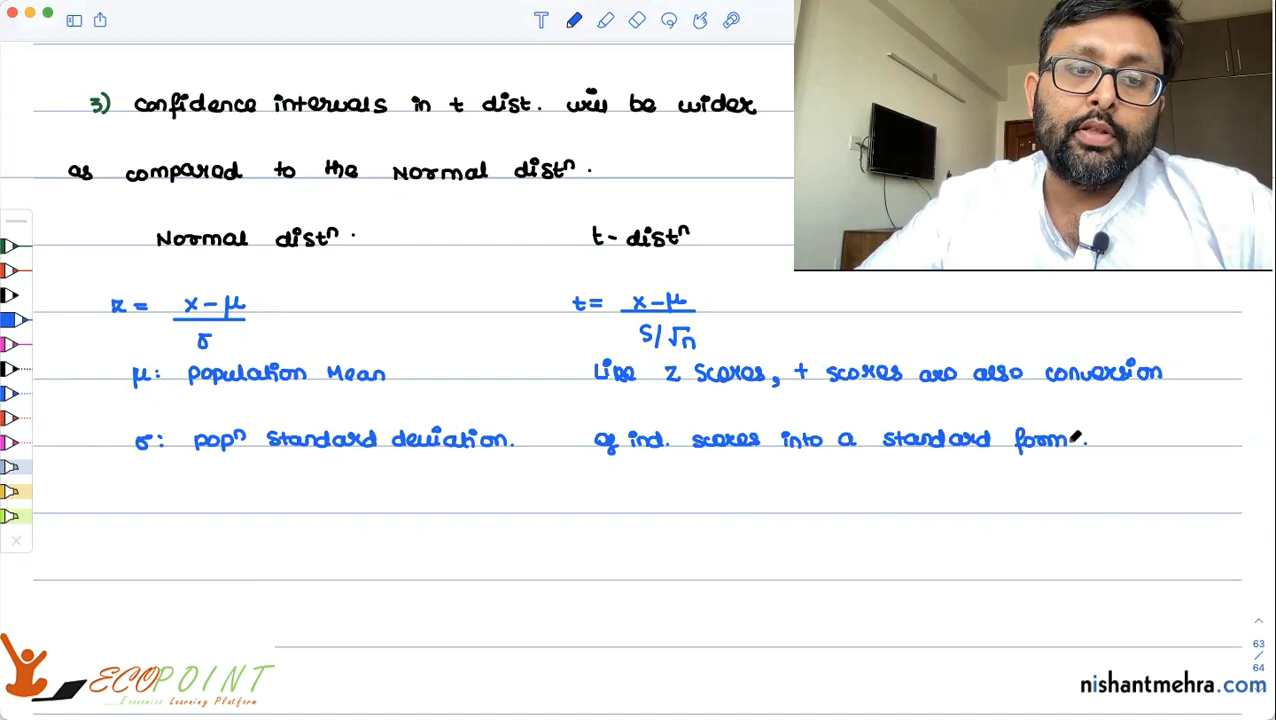 3) confidence intervals in t dist. will be wider
as compared to the Normal distⁿ.
Normal distⁿ.
t - distⁿ
z = x - μ / σ
t = x - μ / S/√n
μ: population Mean
Like z scores, t scores are also conversion
σ: popⁿ standard deviation.
of ind. scores into a standard form.
63
/
64
ECOPOINT
.....Economics Learning Platform
nishantmehra.com